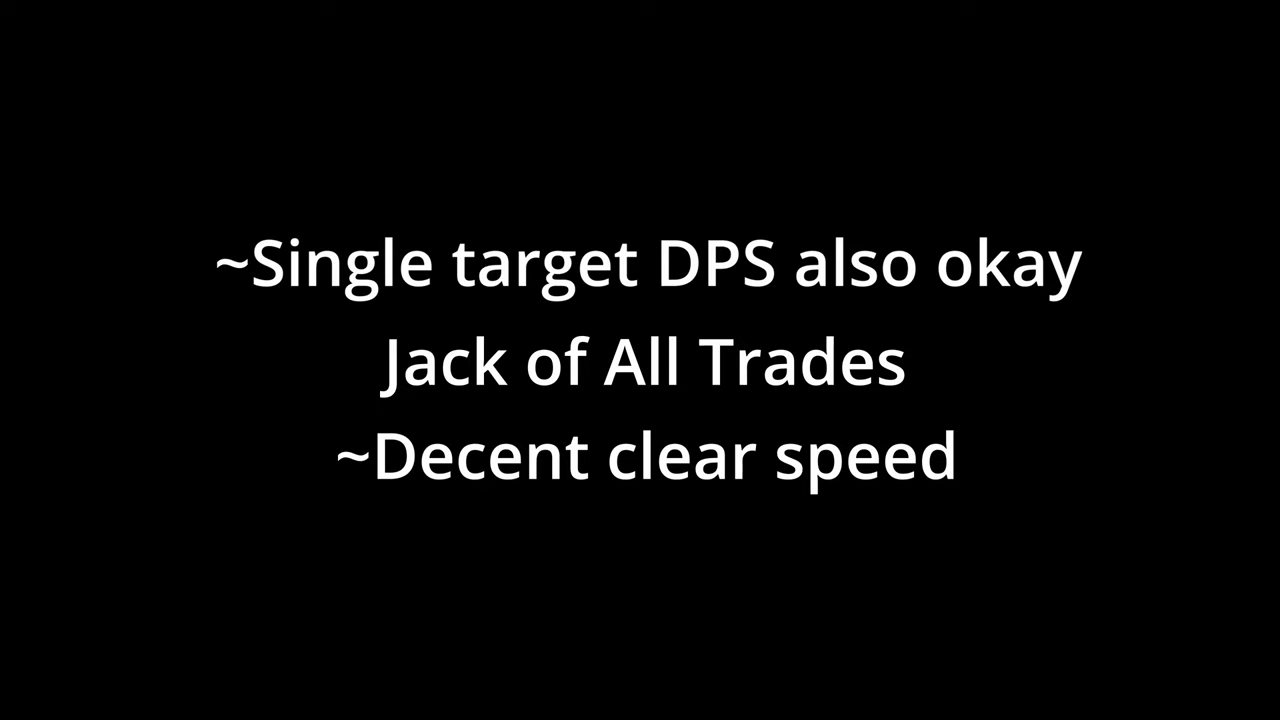 ~Single target DPS also okay
Jack of All Trades
~Decent clear speed